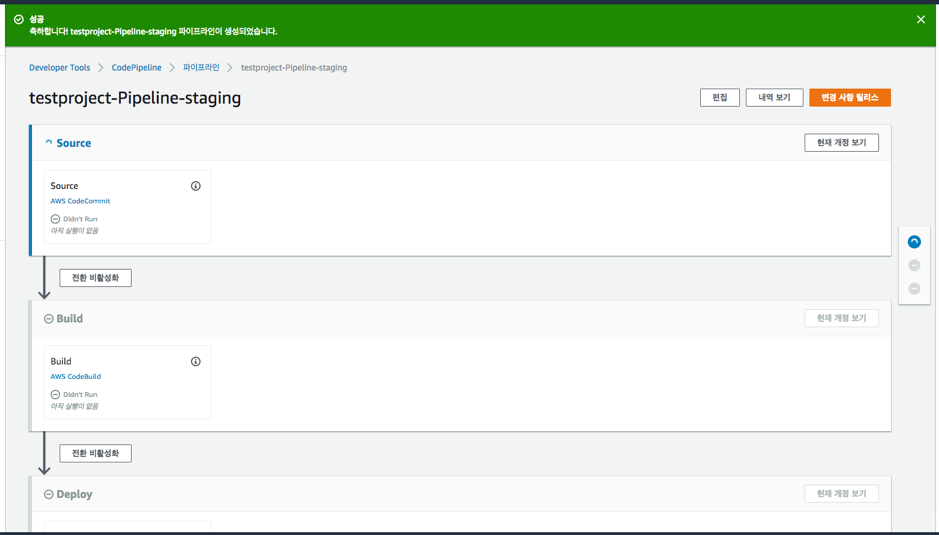 성공
축하합니다! testproject-Pipeline-staging 파이프라인이 생성되었습니다.
Developer Tools > CodePipeline > 파이프라인 > testproject-Pipeline-staging
testproject-Pipeline-staging
편집
내역 보기
변경 사항 릴리스
Source
현재 개정 보기
Source
AWS CodeCommit
Didn't Run
아직 실행이 없음
전환 비활성화
Build
현재 개정 보기
Build
AWS CodeBuild
Didn't Run
아직 실행이 없음
전환 비활성화
Deploy
현재 개정 보기